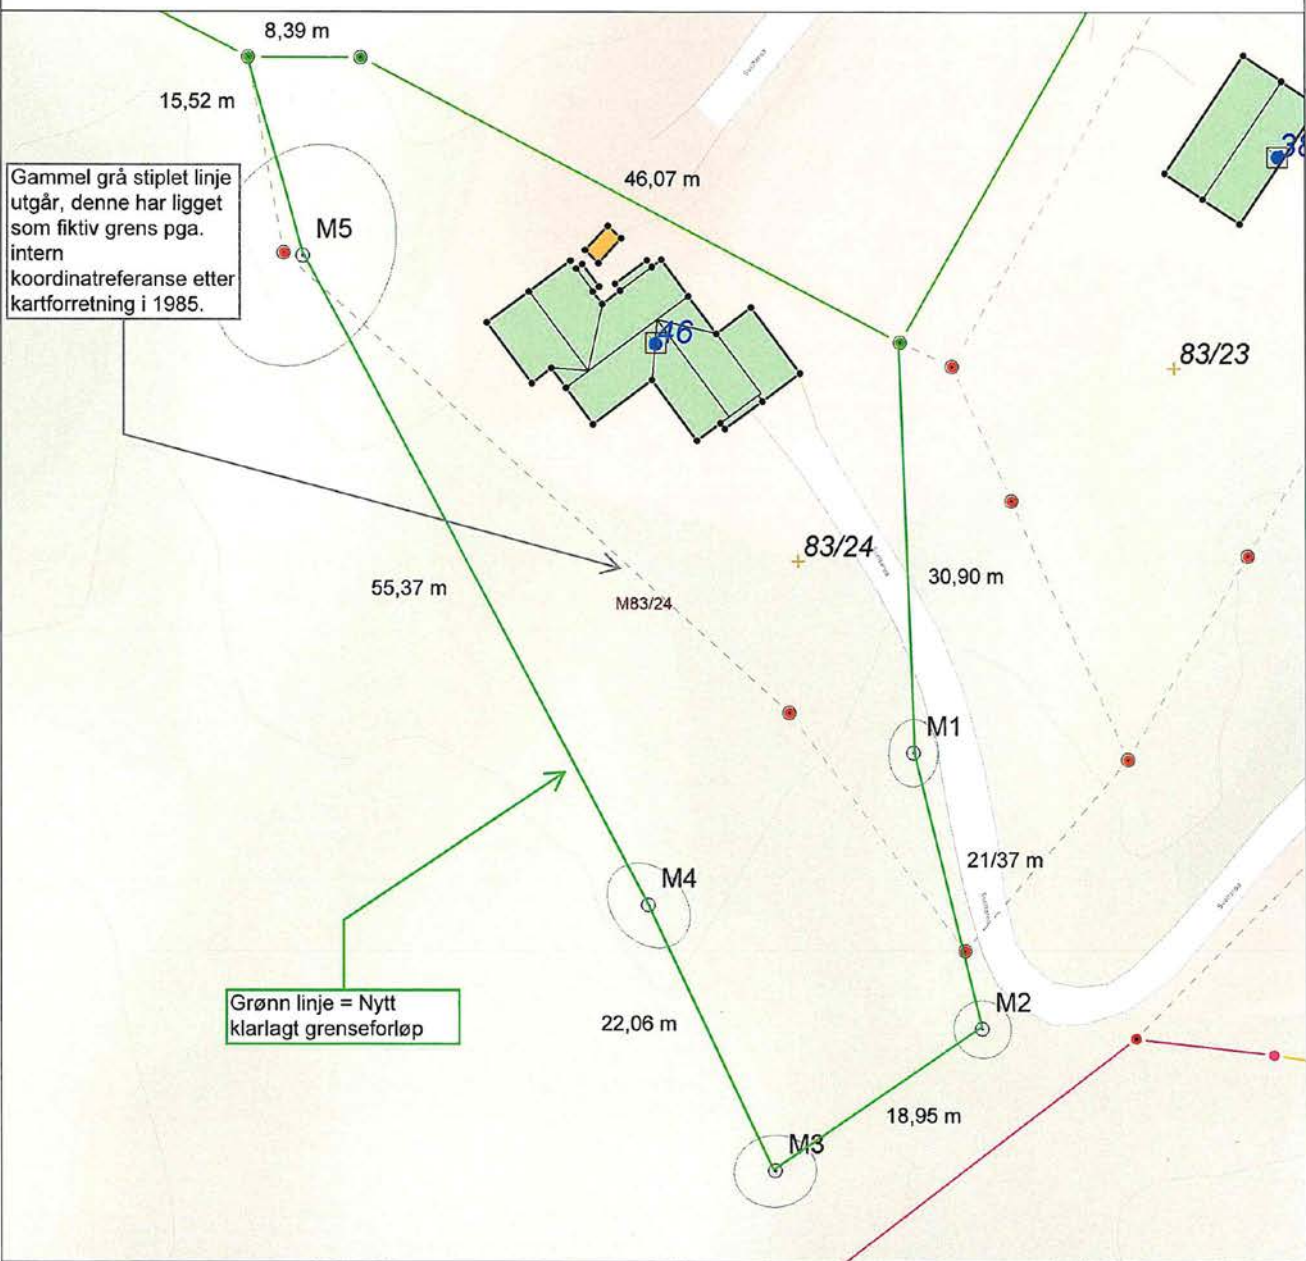 8,39 m
15,52 m
Gammel grå stiplet linje
utgår, denne har ligget
som fiktiv grens pga.
intern
koordinatreferanse etter
kartforretning i 1985.
M5
46,07 m
38
46
83/23
83/24
30,90 m
55,37 m
M83/24
M1
21/37 m
M4
Grønn linje = Nytt
klarlagt grenseforløp
M2
22,06 m
18,95 m
M3